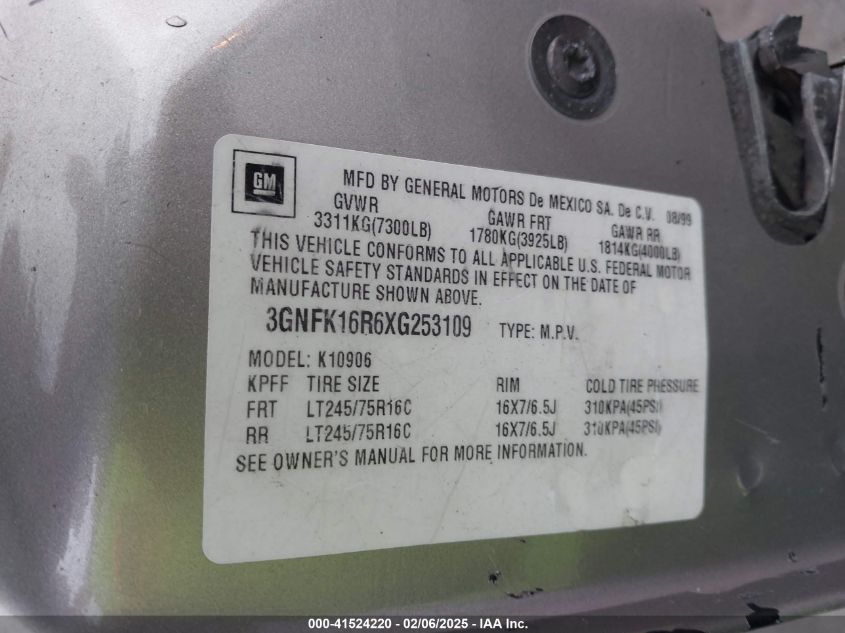 GM
MFD BY GENERAL MOTORS De MEXICO SA. De C.V. 08/99
GVWR GAWR FRT GAWR RR
3311KG(7300LB) 1780KG(3925LB) 1814KG(4000LB)
THIS VEHICLE CONFORMS TO ALL APPLICABLE U.S. FEDERAL MOTOR
VEHICLE SAFETY STANDARDS IN EFFECT ON THE DATE OF
MANUFACTURE SHOWN ABOVE.
3GNFK16R6XG253109 TYPE: M.P.V.
MODEL: K10906
KPFF TIRE SIZE RIM COLD TIRE PRESSURE
FRT LT245/75R16C 16X7/6.5J 310KPA(45PSI)
RR LT245/75R16C 16X7/6.5J 310KPA(45PSI)
SEE OWNER'S MANUAL FOR MORE INFORMATION.
000-41524220 - 02/06/2025 - IAA Inc.